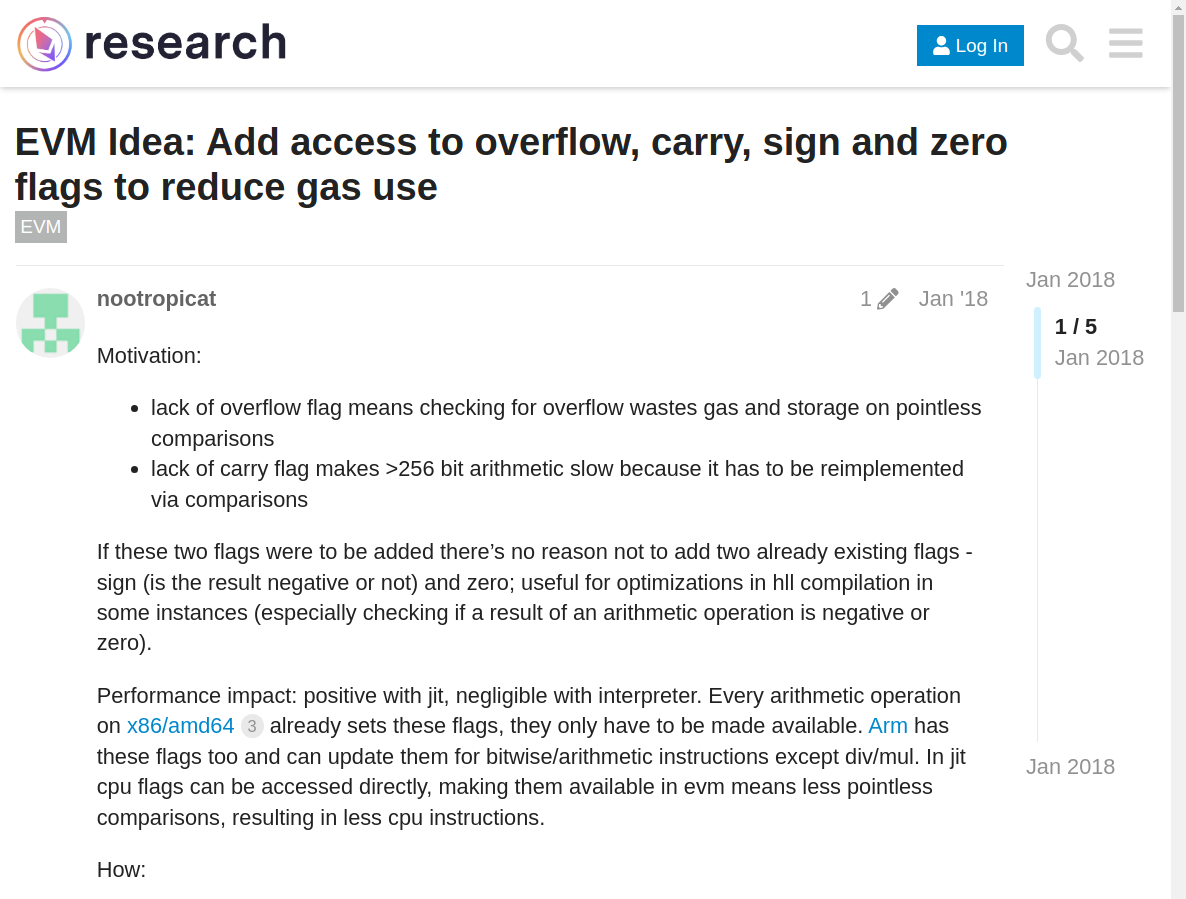 research
Log In
EVM Idea: Add access to overflow, carry, sign and zero
flags to reduce gas use
EVM
nootropicat
1
Jan '18
Jan 2018
1 / 5
Jan 2018
Motivation:
lack of overflow flag means checking for overflow wastes gas and storage on pointless
comparisons
lack of carry flag makes >256 bit arithmetic slow because it has to be reimplemented
via comparisons
If these two flags were to be added there’s no reason not to add two already existing flags -
sign (is the result negative or not) and zero; useful for optimizations in hll compilation in
some instances (especially checking if a result of an arithmetic operation is negative or
zero).
Performance impact: positive with jit, negligible with interpreter. Every arithmetic operation
on x86/amd64 3 already sets these flags, they only have to be made available. Arm has
these flags too and can update them for bitwise/arithmetic instructions except div/mul. In jit
cpu flags can be accessed directly, making them available in evm means less pointless
comparisons, resulting in less cpu instructions.
Jan 2018
How: